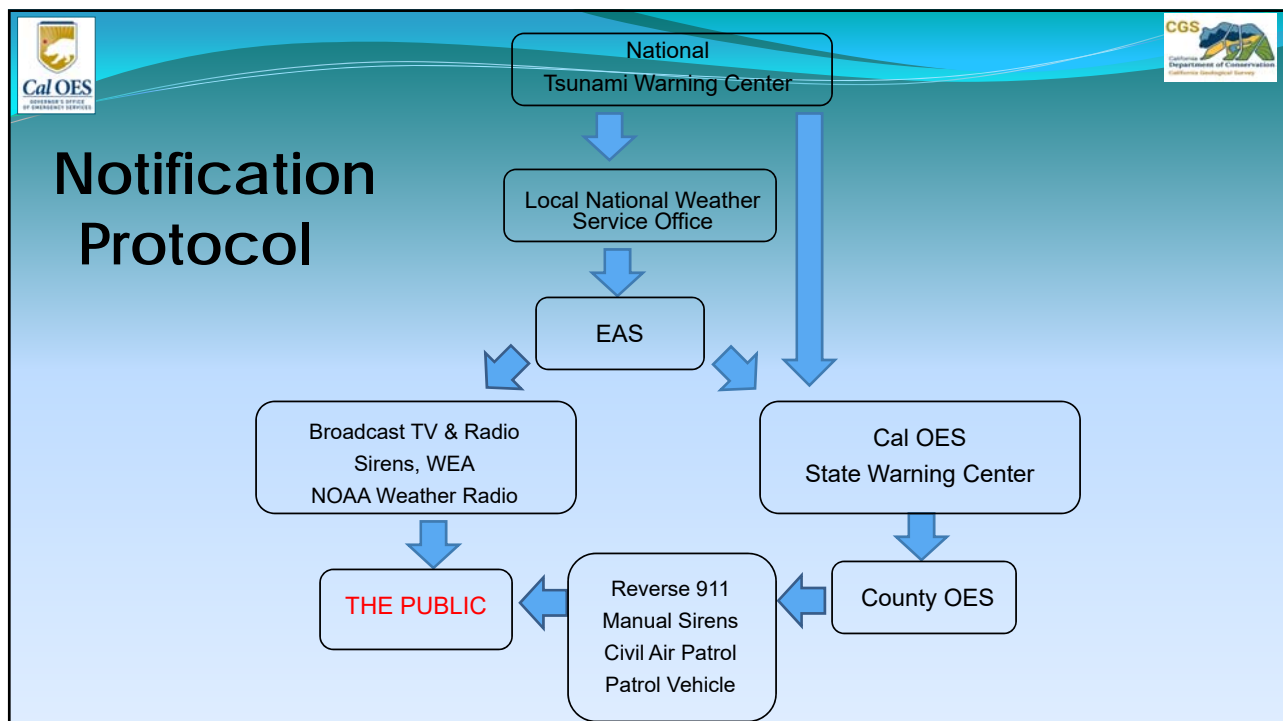 Cal OES
GOVERNOR'S OFFICE
OF EMERGENCY SERVICES
CGS
California
Department of Conservation
California Geological Survey
Notification
Protocol
National
Tsunami Warning Center
Local National Weather
Service Office
EAS
Broadcast TV & Radio
Sirens, WEA
NOAA Weather Radio
Cal OES
State Warning Center
THE PUBLIC
Reverse 911
Manual Sirens
Civil Air Patrol
Patrol Vehicle
County OES